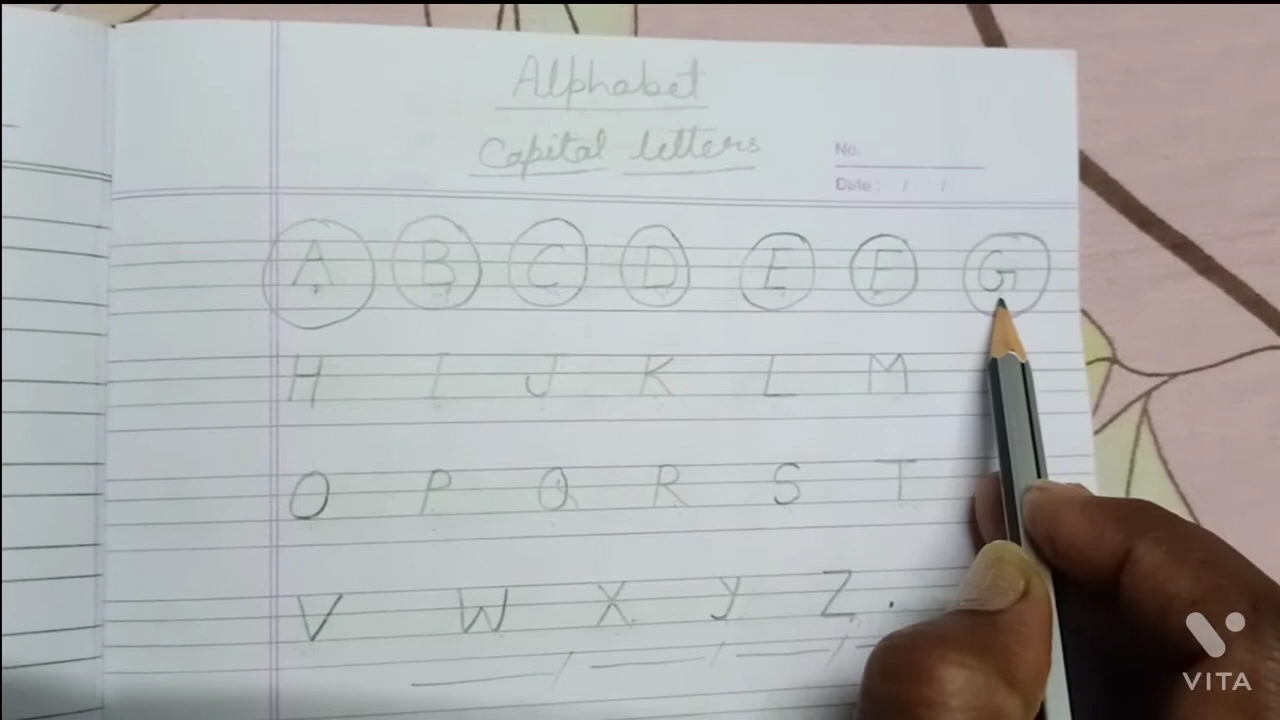 Alphabet
Capital letters
No.
Date : / /
A B C D E F G
H I J K L M
O P Q R S T
V W X Y Z .
VITA